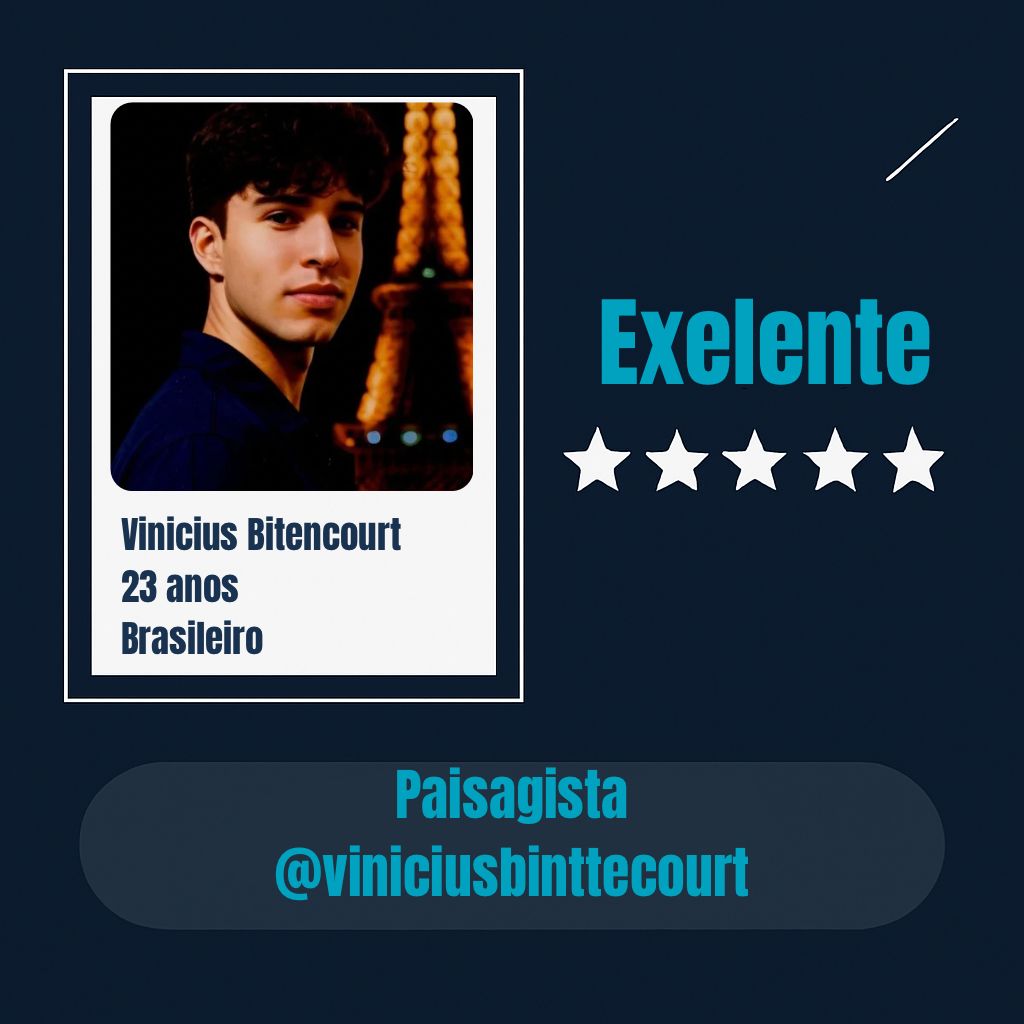 Exelente
Vinicius Bitencourt
23 anos
Brasileiro
Paisagista
@viniciusbinttecourt